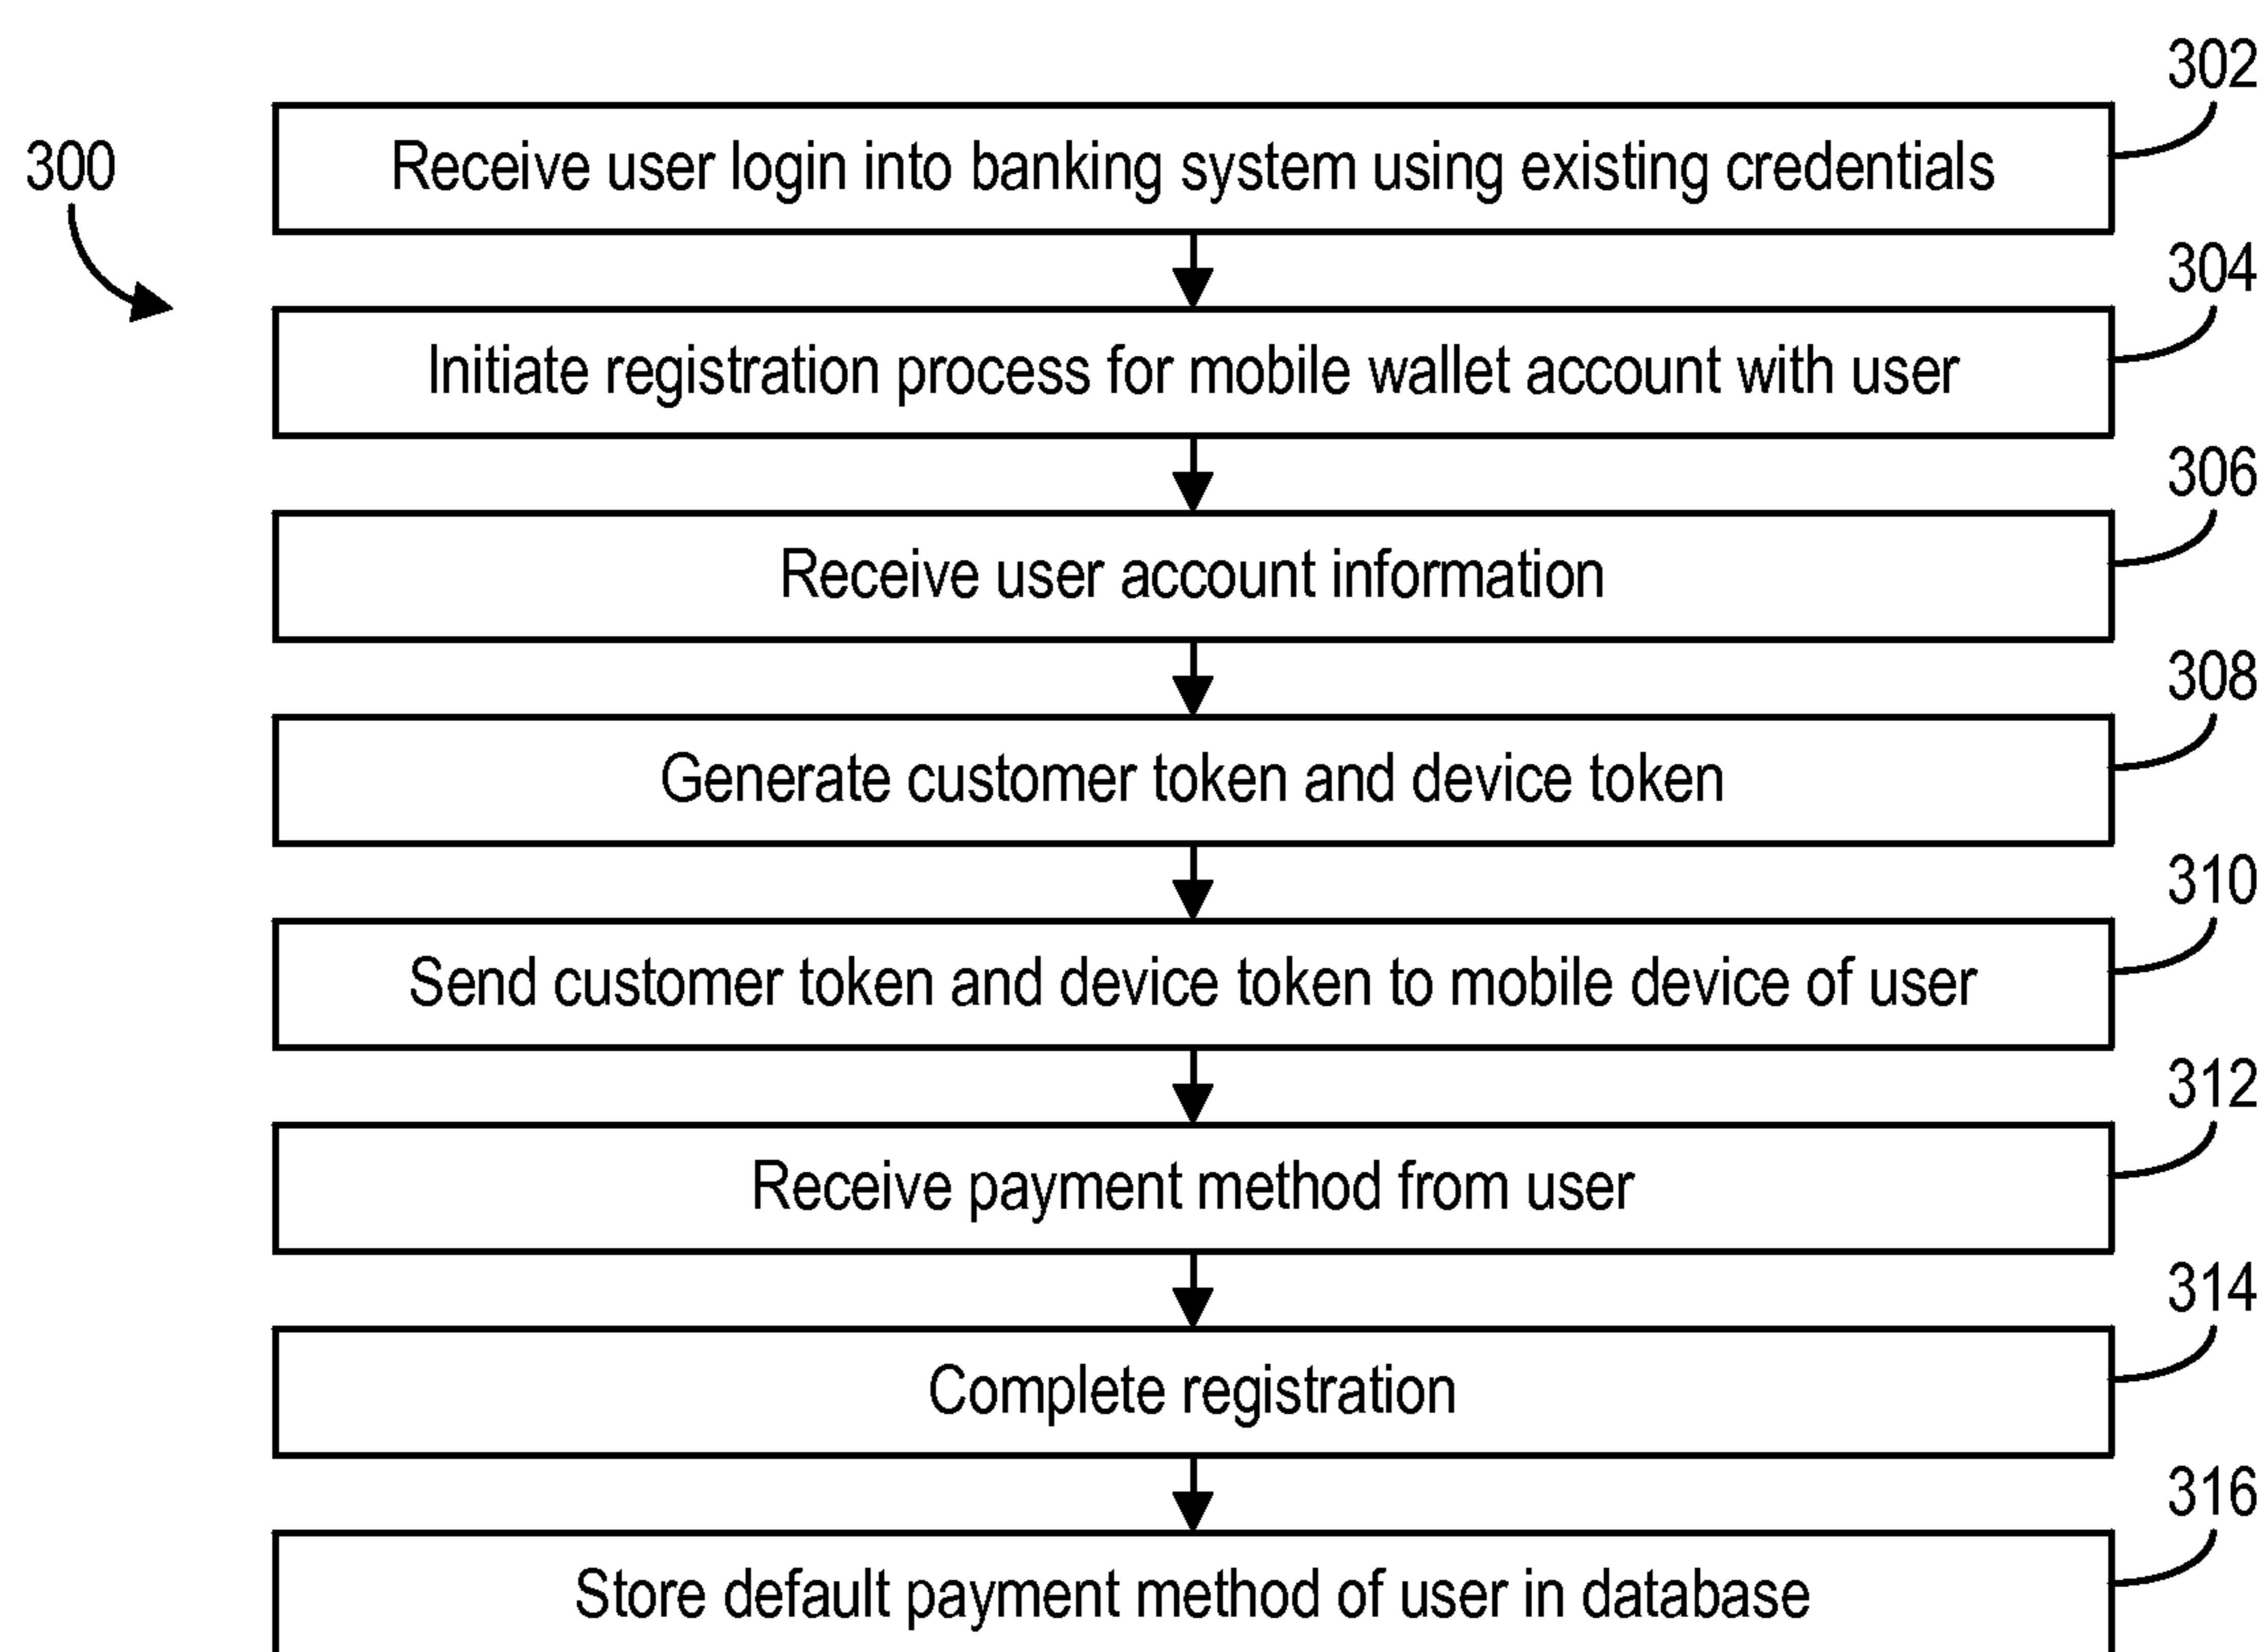 302
Receive user login into banking system using existing credentials
300
304
Initiate registration process for mobile wallet account with user
306
Receive user account information
308
Generate customer token and device token
310
Send customer token and device token to mobile device of user
312
Receive payment method from user
314
Complete registration
316
Store default payment method of user in database